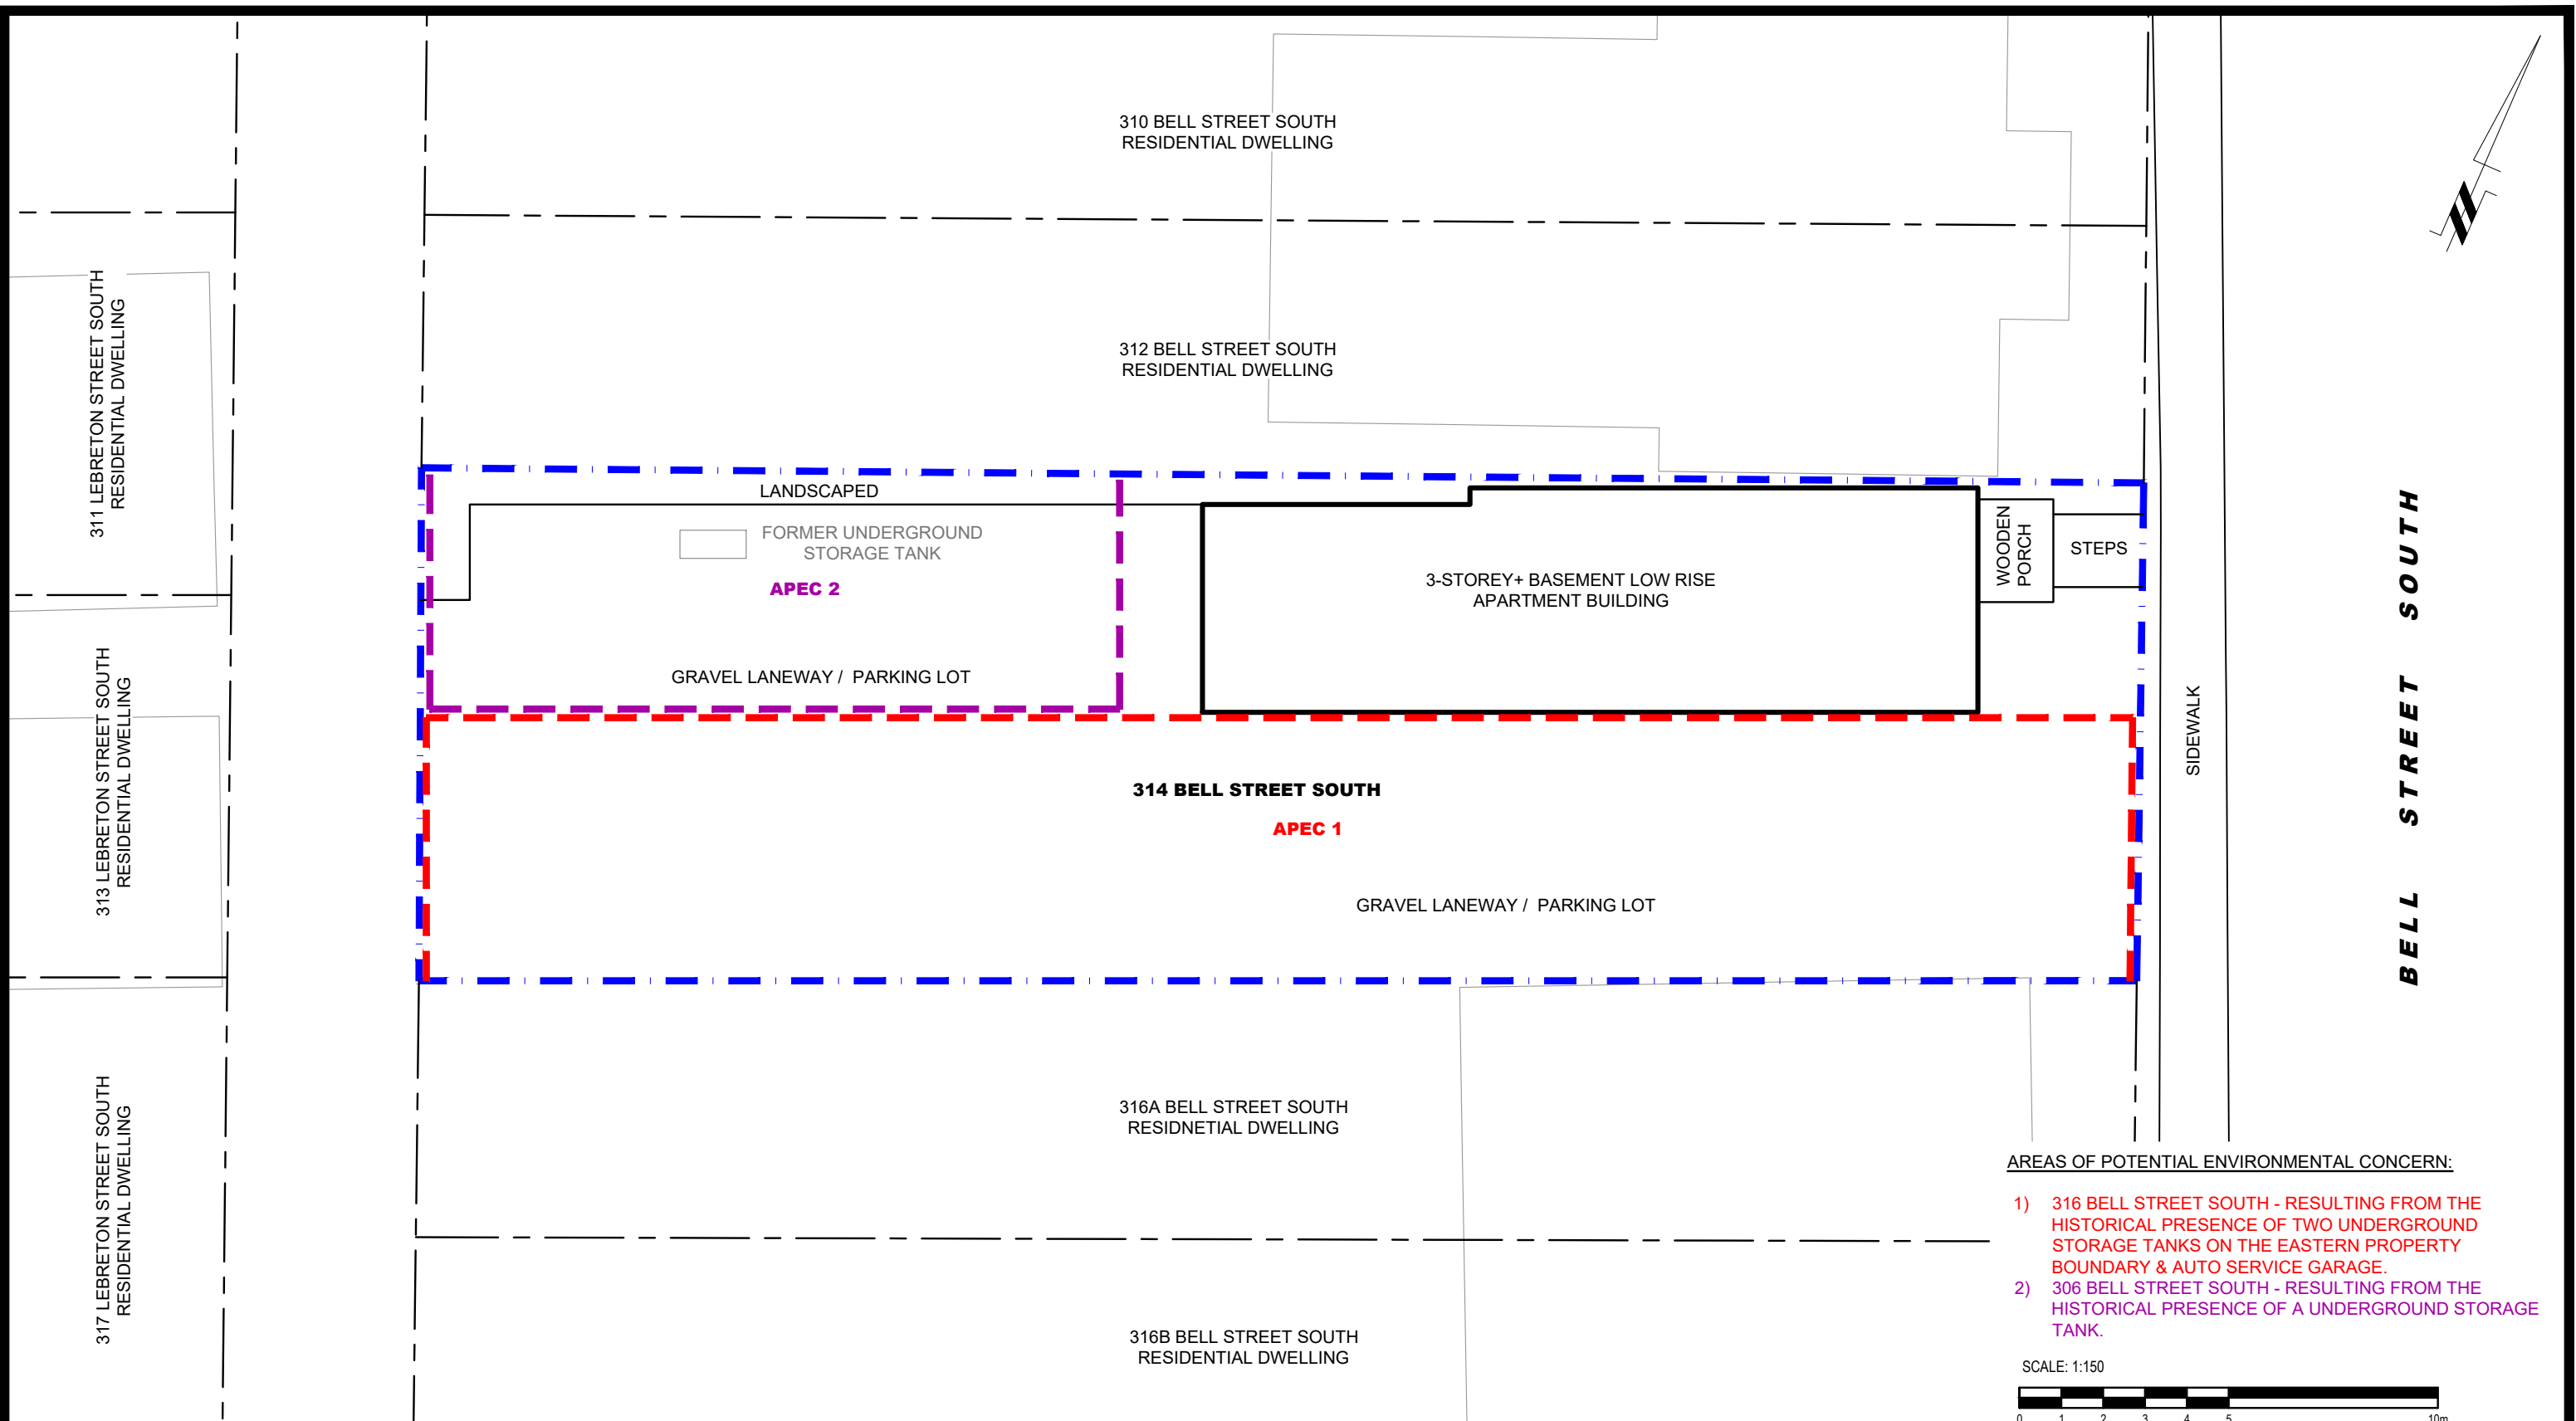 310 BELL STREET SOUTH
RESIDENTIAL DWELLING
312 BELL STREET SOUTH
RESIDENTIAL DWELLING
311 LEBRETON STREET SOUTH
RESIDENTIAL DWELLING
LANDSCAPED
FORMER UNDERGROUND
STORAGE TANK
APEC 2
GRAVEL LANEWAY / PARKING LOT
3-STOREY+ BASEMENT LOW RISE
APARTMENT BUILDING
WOODEN
PORCH
STEPS
SIDEWALK
BELL STREET SOUTH
313 LEBRETON STREET SOUTH
RESIDENTIAL DWELLING
314 BELL STREET SOUTH
APEC 1
GRAVEL LANEWAY / PARKING LOT
317 LEBRETON STREET SOUTH
RESIDENTIAL DWELLING
316A BELL STREET SOUTH
RESIDNETIAL DWELLING
316B BELL STREET SOUTH
RESIDENTIAL DWELLING
AREAS OF POTENTIAL ENVIRONMENTAL CONCERN:
1) 316 BELL STREET SOUTH - RESULTING FROM THE
HISTORICAL PRESENCE OF TWO UNDERGROUND
STORAGE TANKS ON THE EASTERN PROPERTY
BOUNDARY & AUTO SERVICE GARAGE.
2) 306 BELL STREET SOUTH - RESULTING FROM THE
HISTORICAL PRESENCE OF A UNDERGROUND STORAGE
TANK.
SCALE: 1:150
0 1 2 3 4 5 10m